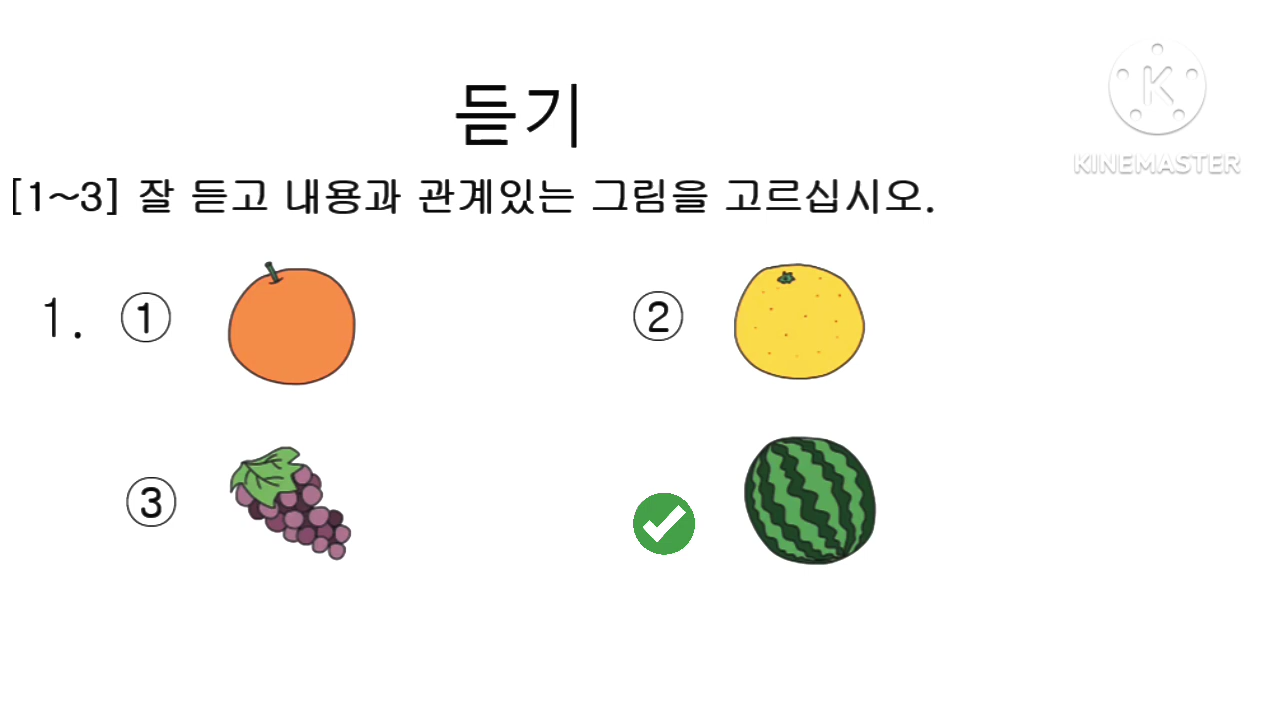 듣기
K
KINEMASTER
[1~3] 잘 듣고 내용과 관계있는 그림을 고르십시오.
1. ① ②
③